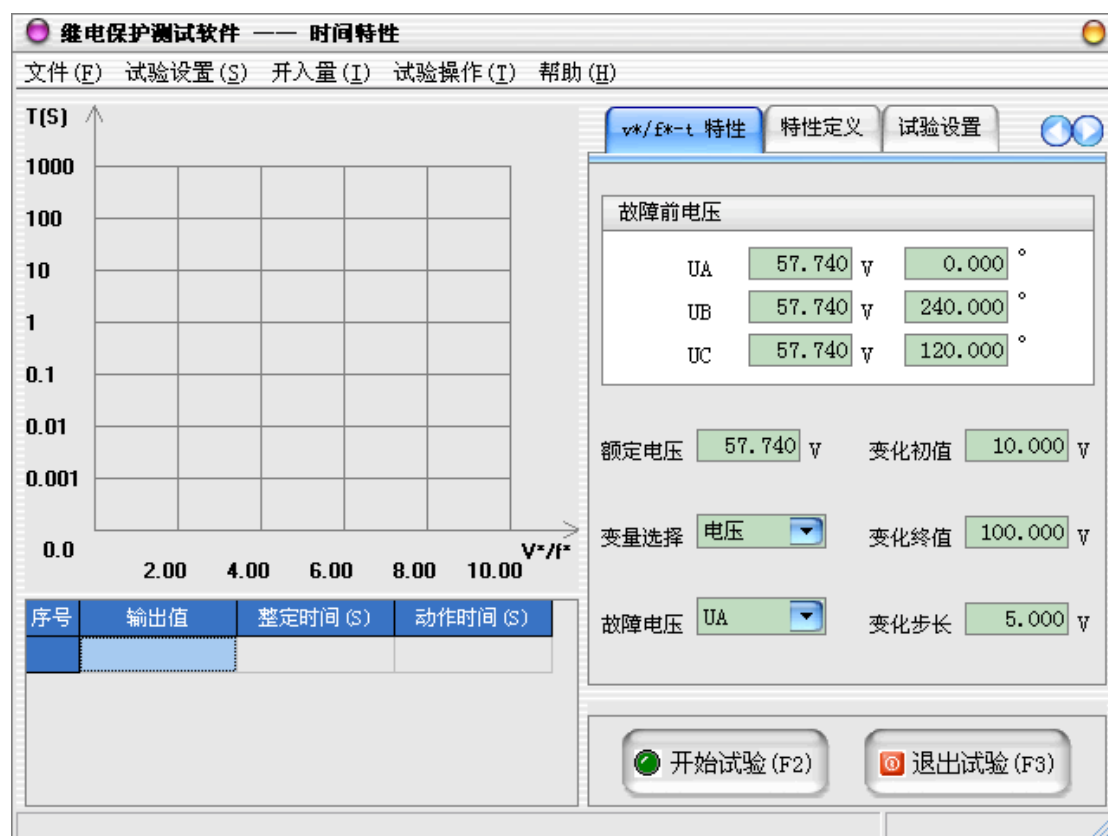 继电保护测试软件 —— 时间特性
文件(F) 试验设置(S) 开入量(I) 试验操作(T) 帮助(H)
T(S)
1000
100
10
1
0.1
0.01
0.001
0.0
2.00 4.00 6.00 8.00 10.00
V*/f*
序号 输出值 整定时间(S) 动作时间(S)
v*/f*-t 特性 特性定义 试验设置
故障前电压
UA 57.740 V 0.000 °
UB 57.740 V 240.000 °
UC 57.740 V 120.000 °
额定电压 57.740 V 变化初值 10.000 V
变量选择 电压 变化终值 100.000 V
故障电压 UA 变化步长 5.000 V
开始试验(F2) 退出试验(F3)